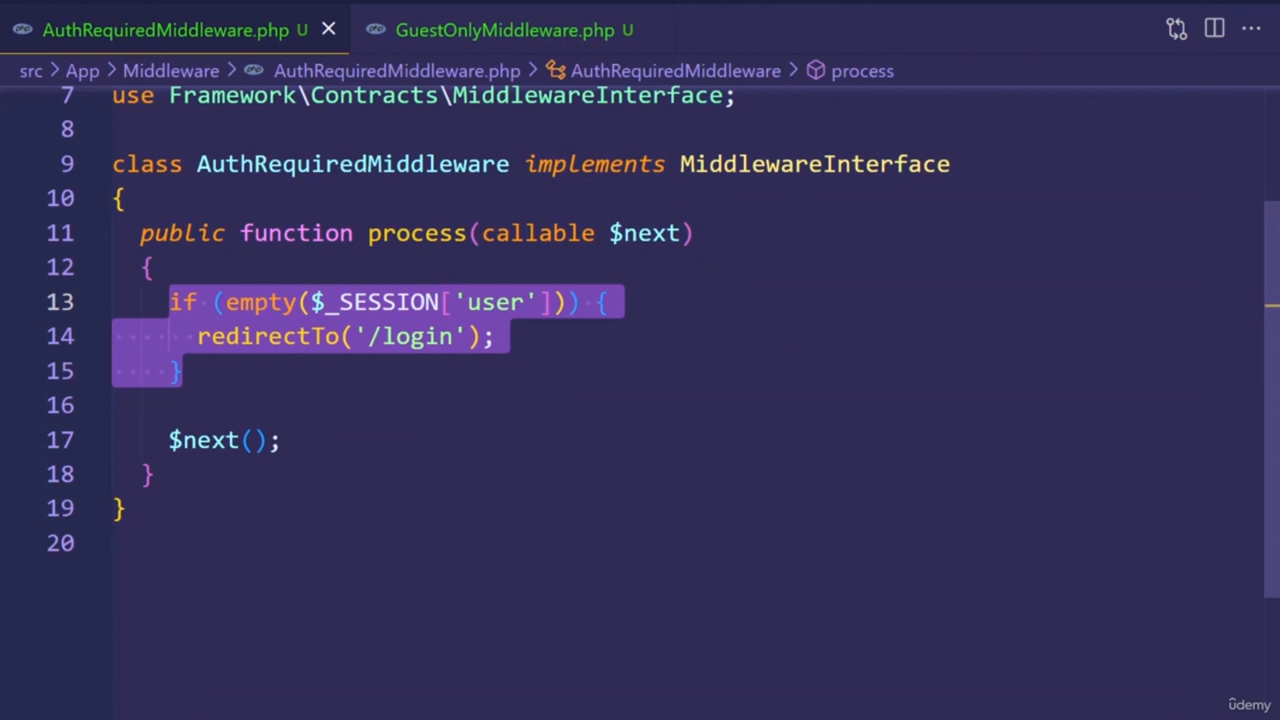 AuthRequiredMiddleware.php U
GuestOnlyMiddleware.php U
src > App > Middleware > AuthRequiredMiddleware.php > AuthRequiredMiddleware > process
7 use Framework\Contracts\MiddlewareInterface;
8
9 class AuthRequiredMiddleware implements MiddlewareInterface
10 {
11 public function process(callable $next)
12 {
13 if (empty($_SESSION['user'])) {
14 redirectTo('/login');
15 }
16
17 $next();
18 }
19 }
20
ûdemy